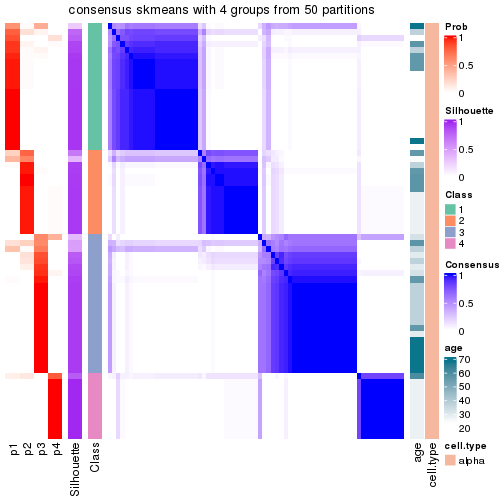 consensus skmeans with 4 groups from 50 partitions
Prob
1
0.5
0
Silhouette
1
0.5
0
Class
1
2
3
4
Consensus
1
0.5
0
age
70
60
50
40
30
20
cell.type
alpha
p1
p2
p3
p4
Silhouette
Class
age
cell.type